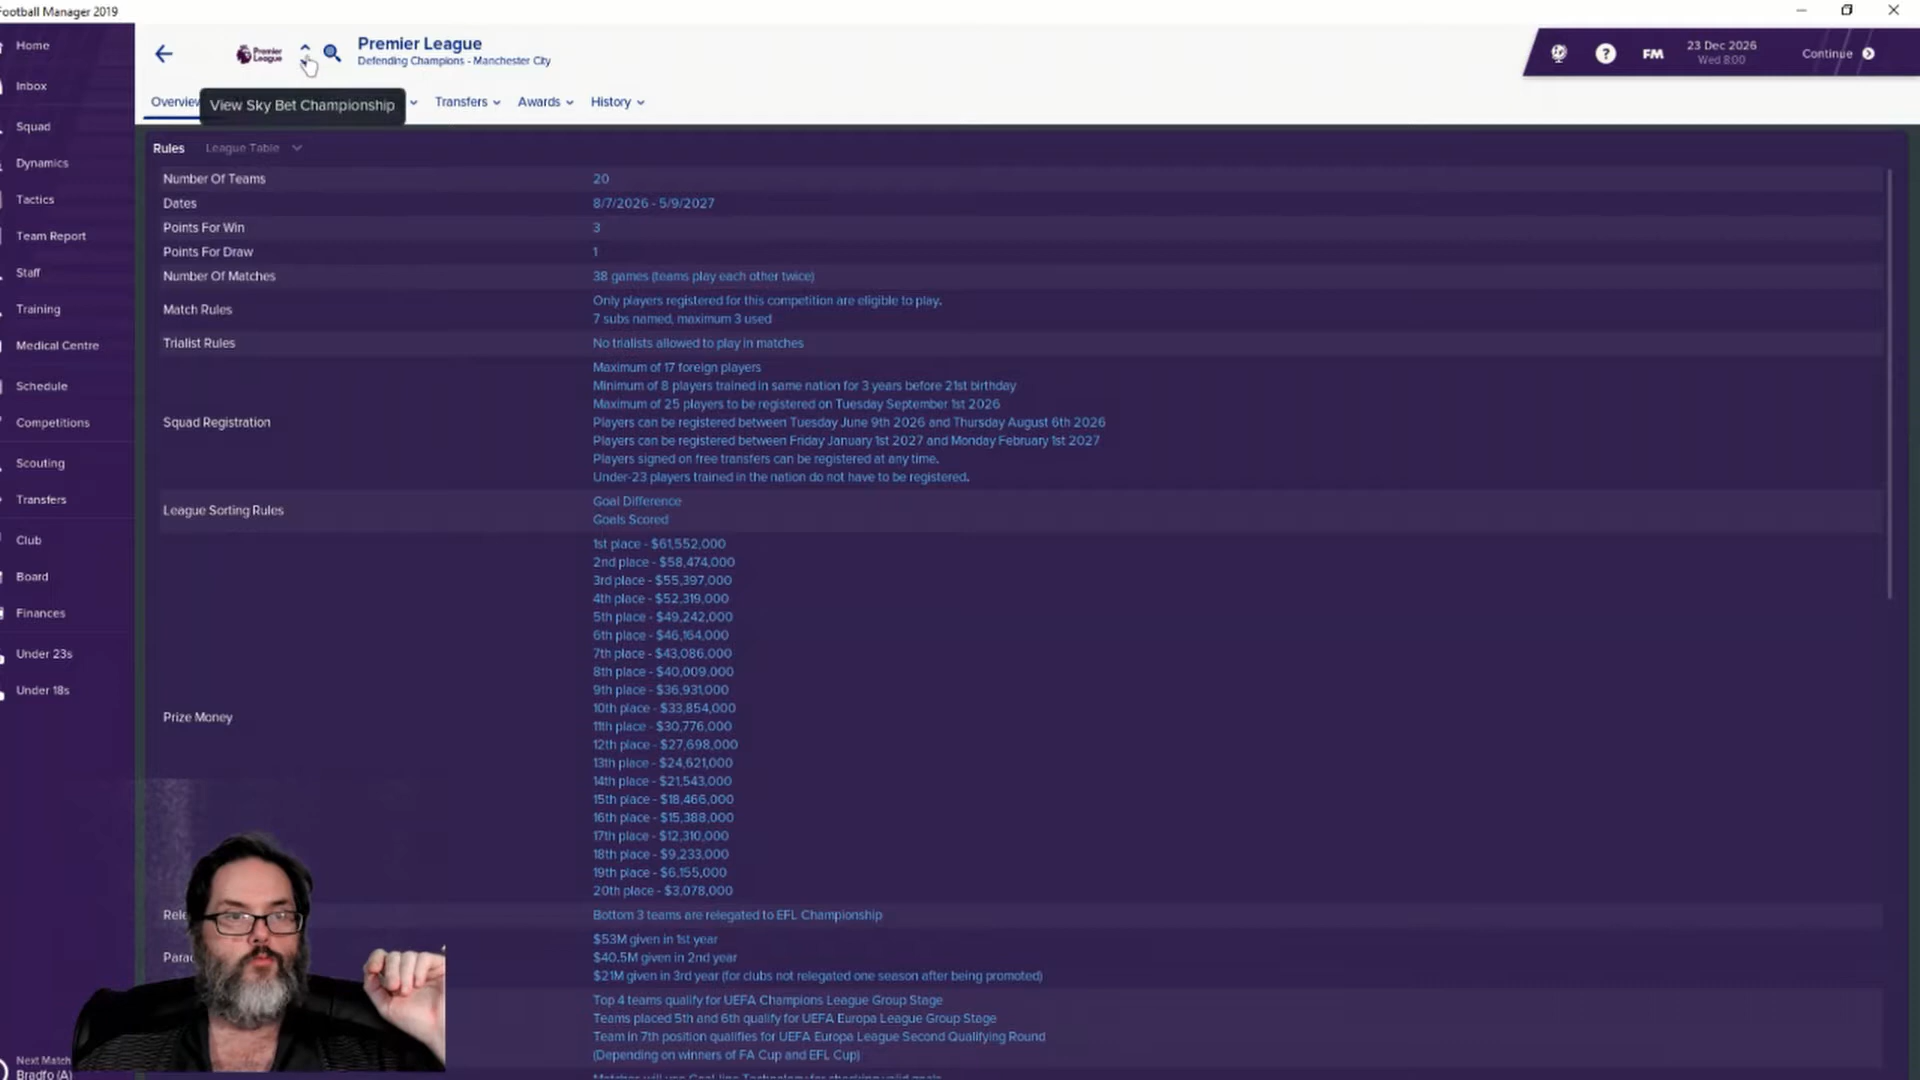 Football Manager 2019
Home
Inbox
Squad
Dynamics
Tactics
Team Report
Staff
Training
Medical Centre
Schedule
Competitions
Scouting
Transfers
Club
Board
Finances
Under 23s
Under 18s
Next Match
Bradfo (A)
Premier League
Premier League
Defending Champions - Manchester City
View Sky Bet Championship
FM
23 Dec 2026
Wed 8:00
Continue
Overview
Transfers
Awards
History
Rules League Table
Number Of Teams 20
Dates 8/7/2026 - 5/9/2027
Points For Win 3
Points For Draw 1
Number Of Matches 38 games (teams play each other twice)
Match Rules
Only players registered for this competition are eligible to play.
7 subs named, maximum 3 used
Trialist Rules No trialists allowed to play in matches
Squad Registration
Maximum of 17 foreign players
Minimum of 8 players trained in same nation for 3 years before 21st birthday
Maximum of 25 players to be registered on Tuesday September 1st 2026
Players can be registered between Tuesday June 9th 2026 and Thursday August 6th 2026
Players can be registered between Friday January 1st 2027 and Monday February 1st 2027
Players signed on free transfers can be registered at any time.
Under-23 players trained in the nation do not have to be registered.
League Sorting Rules
Goal Difference
Goals Scored
Prize Money
1st place - $61,552,000
2nd place - $58,474,000
3rd place - $55,397,000
4th place - $52,319,000
5th place - $49,242,000
6th place - $46,164,000
7th place - $43,086,000
8th place - $40,009,000
9th place - $36,931,000
10th place - $33,854,000
11th place - $30,776,000
12th place - $27,698,000
13th place - $24,621,000
14th place - $21,543,000
15th place - $18,466,000
16th place - $15,388,000
17th place - $12,310,000
18th place - $9,233,000
19th place - $6,155,000
20th place - $3,078,000
Rele
Bottom 3 teams are relegated to EFL Championship
Parac
$53M given in 1st year
$40.5M given in 2nd year
$21M given in 3rd year (for clubs not relegated one season after being promoted)
Top 4 teams qualify for UEFA Champions League Group Stage
Teams placed 5th and 6th qualify for UEFA Europa League Group Stage
Team in 7th position qualifies for UEFA Europa League Second Qualifying Round
(Depending on winners of FA Cup and EFL Cup)